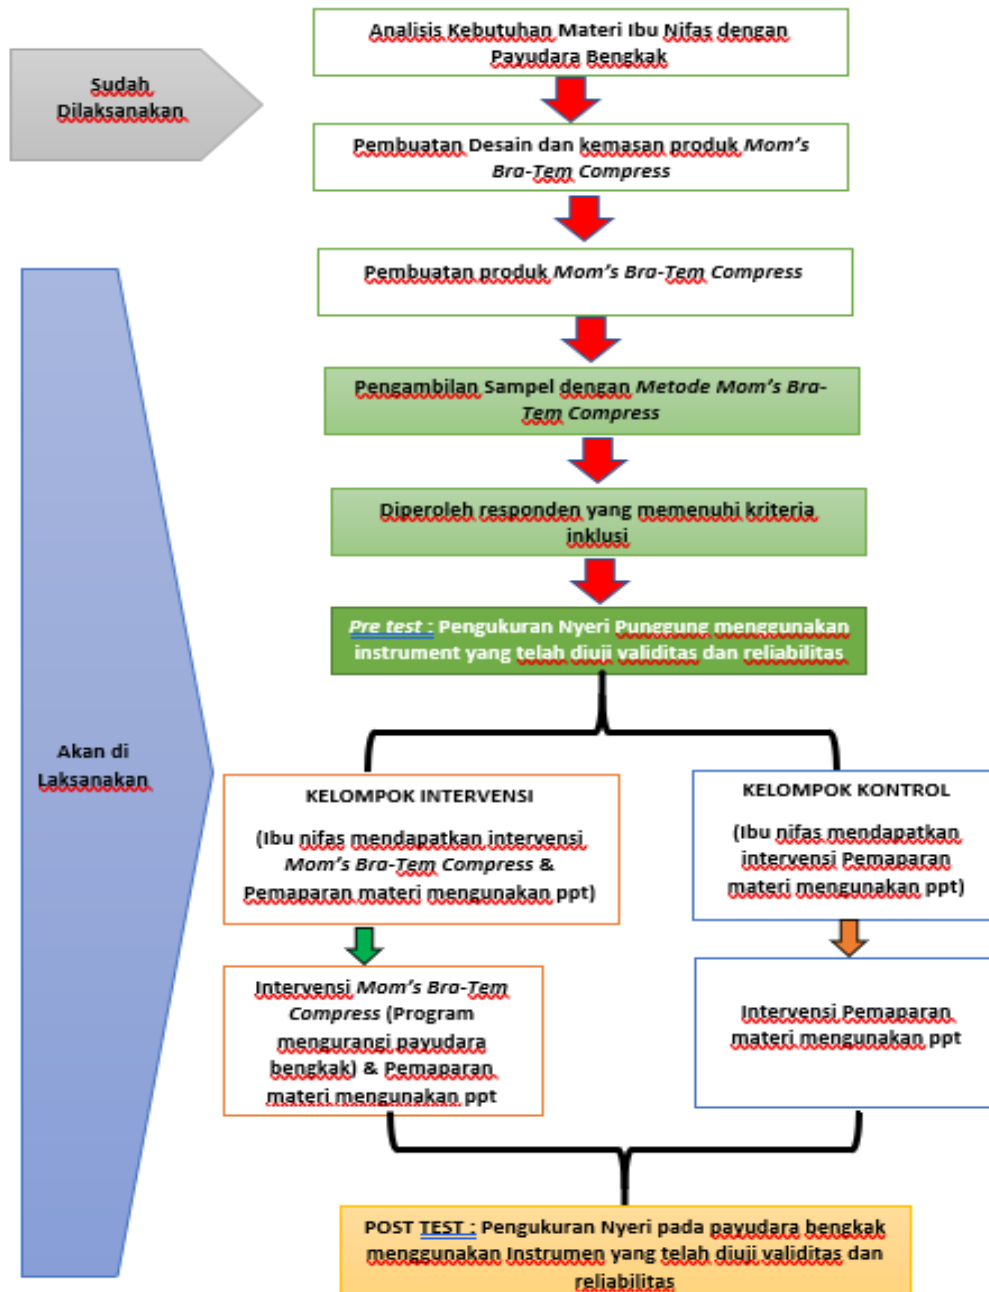 Analisis Kebutuhan Materi Ibu Nifas dengan
Payudara Bengkak
Sudah
Dilaksanakan
Pembuatan Desain dan kemasan produk Mom's
Bra-Tem Compress
Pembuatan produk Mom's Bra-Tem Compress
Pengambilan Sampel dengan Metode Mom's Bra-
Tem Compress
Diperoleh responden yang memenuhi kriteria
inklusi
Pre test : Pengukuran Nyeri Punggung menggunakan
instrument yang telah diuji validitas dan reliabilitas
Akan di
Laksanakan
KELOMPOK INTERVENSI
(Ibu nifas mendapatkan intervensi
Mom's Bra-Tem Compress &
Pemaparan materi mengunakan ppt)
KELOMPOK KONTROL
(Ibu nifas mendapatkan
intervensi Pemaparan
materi mengunakan ppt)
Intervensi Mom's Bra-Tem
Compress (Program
mengurangi payudara
bengkak) & Pemaparan
materi mengunakan ppt
Intervensi Pemaparan
materi mengunakan ppt
POST TEST : Pengukuran Nyeri pada payudara bengkak
menggunakan Instrumen yang telah diuji validitas dan
reliabilitas